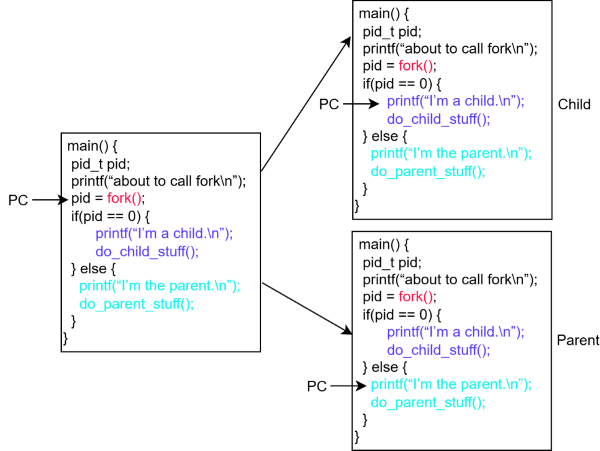 main() {
pid_t pid;
printf(“about to call fork\n”);
PC
pid = fork();
if(pid == 0) {
printf(“I’m a child.\n”);
do_child_stuff();
} else {
printf(“I’m the parent.\n”);
do_parent_stuff();
}
}
main() {
pid_t pid;
printf(“about to call fork\n”);
pid = fork();
if(pid == 0) {
PC
printf(“I’m a child.\n”);
Child
do_child_stuff();
} else {
printf(“I’m the parent.\n”);
do_parent_stuff();
}
}
main() {
pid_t pid;
printf(“about to call fork\n”);
pid = fork();
if(pid == 0) {
printf(“I’m a child.\n”);
Parent
do_child_stuff();
} else {
PC
printf(“I’m the parent.\n”);
do_parent_stuff();
}
}